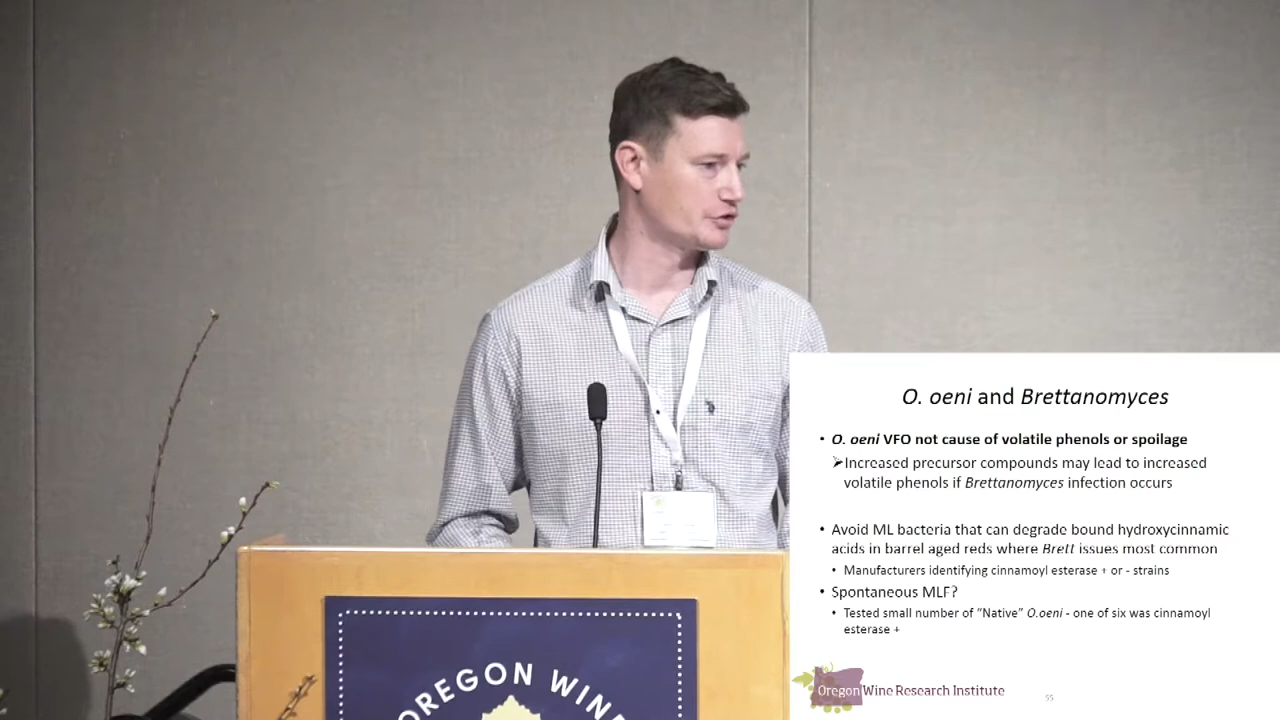 O. oeni and Brettanomyces
• O. oeni VFO not cause of volatile phenols or spoilage
➢Increased precursor compounds may lead to increased
volatile phenols if Brettanomyces infection occurs
• Avoid ML bacteria that can degrade bound hydroxycinnamic
acids in barrel aged reds where Brett issues most common
• Manufacturers identifying cinnamoyl esterase + or - strains
• Spontaneous MLF?
• Tested small number of “Native” O.oeni - one of six was cinnamoyl
esterase +
Oregon Wine Research Institute
55
OREGON WINE